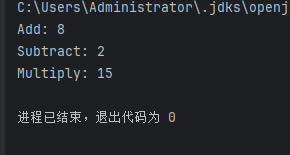 C:\Users\Administrator\.jdks\openj
Add: 8
Subtract: 2
Multiply: 15
进程已结束，退出代码为 0